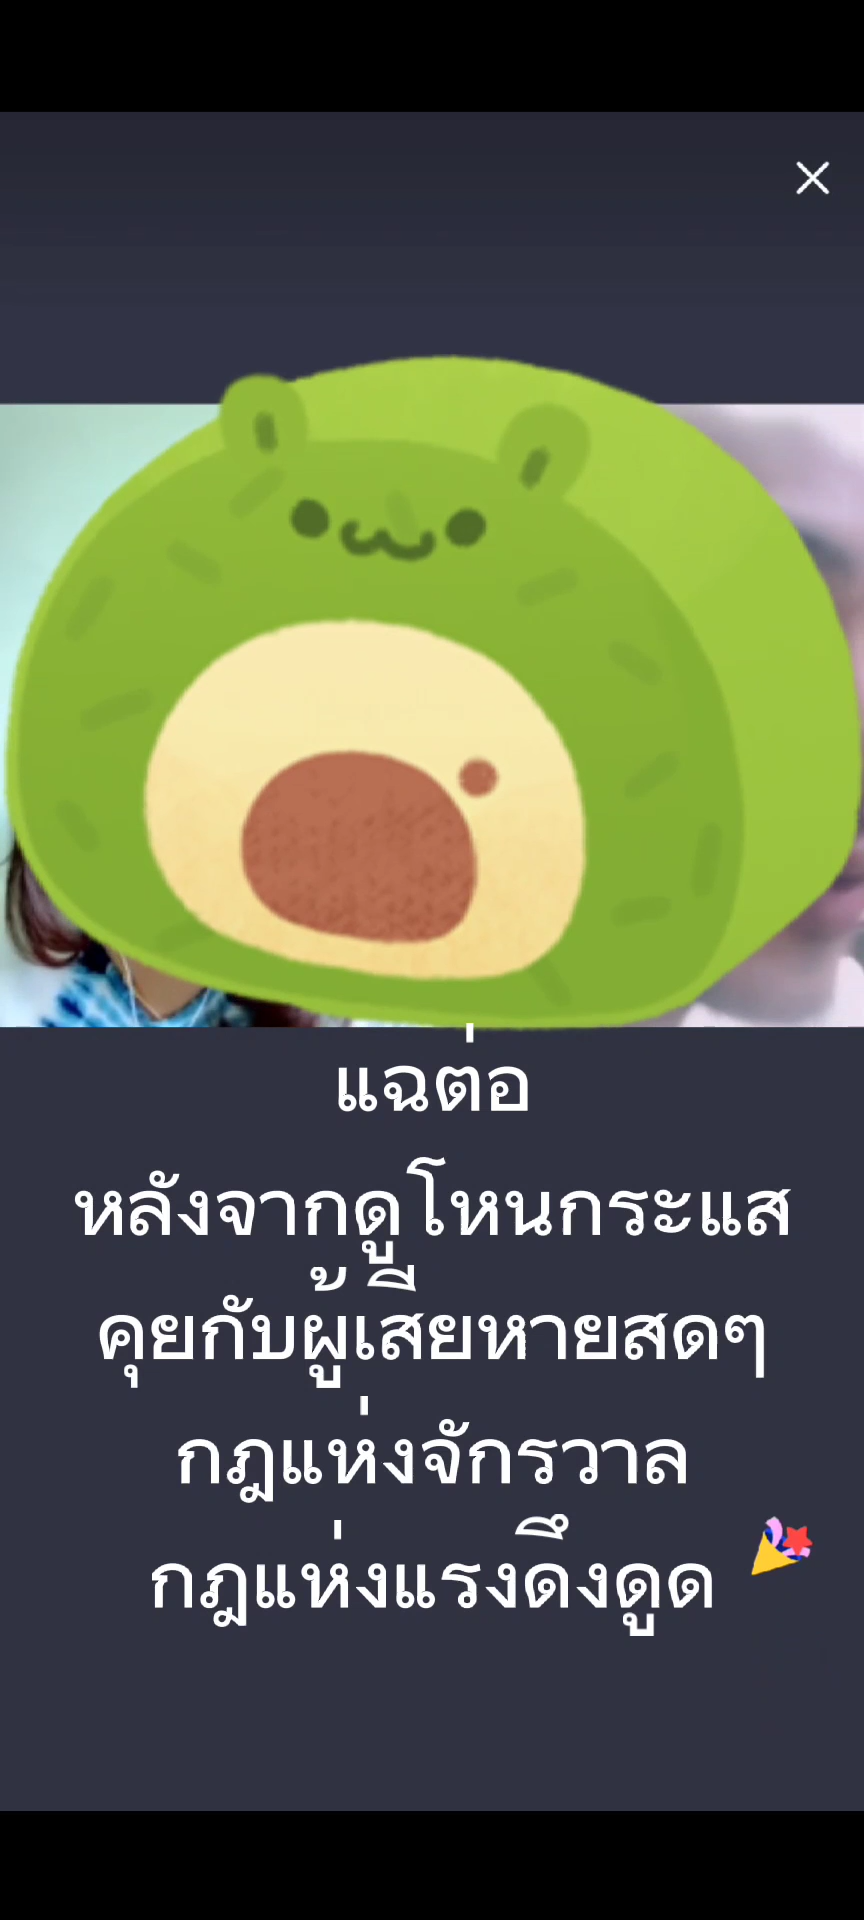 แฉต่อ
หลังจากดูโหนกระแส
คุยกับผู้เสียหายสดๆ
กฎแห่งจักรวาล
กฎแห่งแรงดึงดูด 🎉